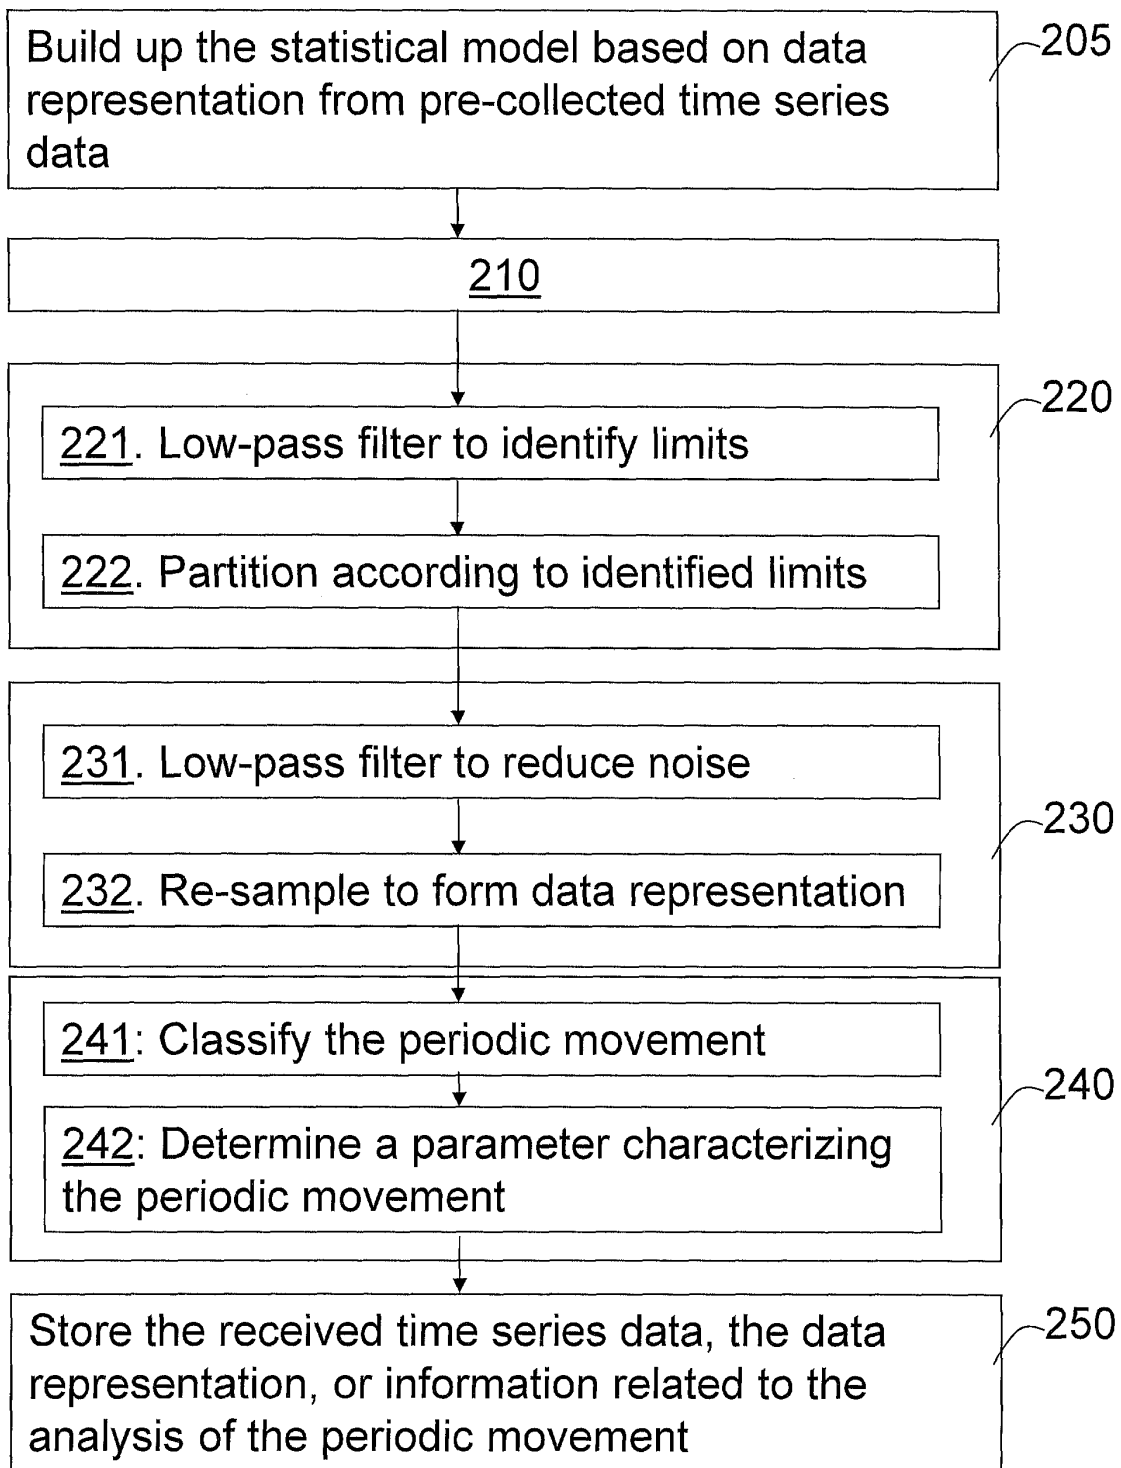 Build up the statistical model based on data
representation from pre-collected time series
data
205
210
220
221. Low-pass filter to identify limits
222. Partition according to identified limits
231. Low-pass filter to reduce noise
230
232. Re-sample to form data representation
241: Classify the periodic movement
240
242: Determine a parameter characterizing
the periodic movement
Store the received time series data, the data
representation, or information related to the
analysis of the periodic movement
250